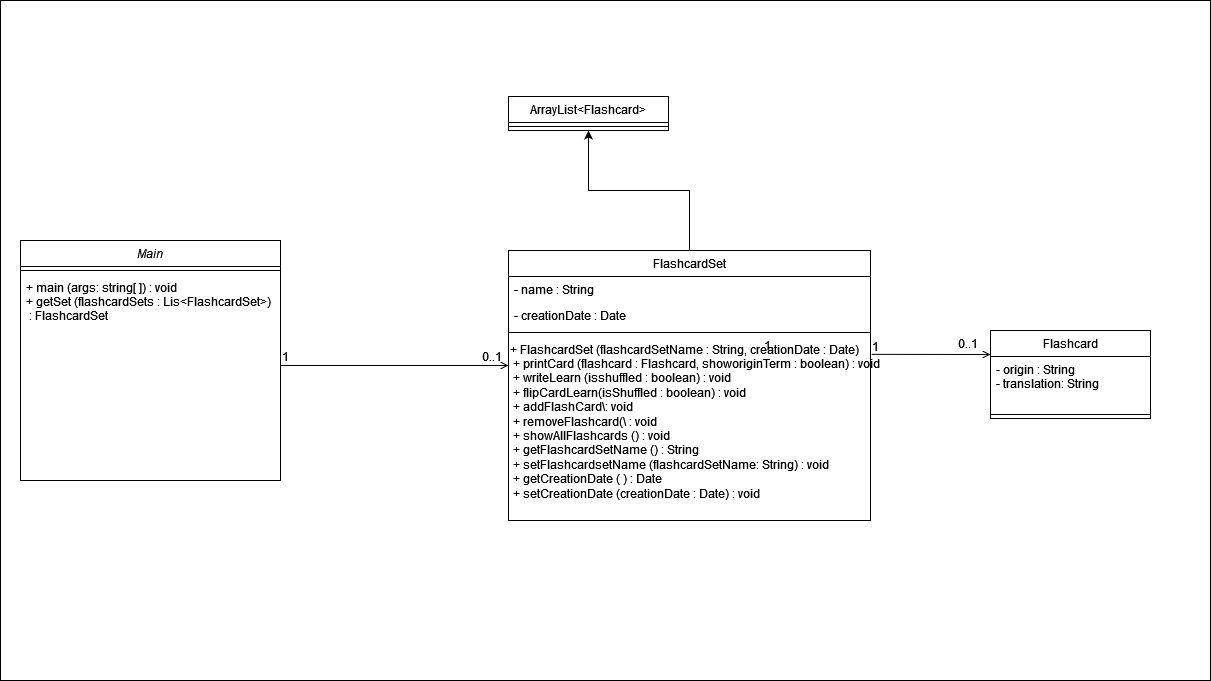 ArrayList<Flashcard>
Main
+ main (args: string[ ]) : void
+ getSet (flashcardSets : Lis<FlashcardSet>)
: FlashcardSet
1
0..1
FlashcardSet
- name : String
- creationDate : Date
1
+ FlashcardSet (flashcardSetName : String, creationDate : Date)
+ printCard (flashcard : Flashcard, showoriginTerm : boolean) : void
+ writeLearn (isshuffled : boolean) : void
+ flipCardLearn(isShuffled : boolean) : void
+ addFlashCard\: void
+ removeFlashcard(\ : void
+ showAllFlashcards () : void
+ getFlashcardSetName () : String
+ setFlashcardsetName (flashcardSetName: String) : void
+ getCreationDate ( ) : Date
+ setCreationDate (creationDate : Date) : void
1
0..1
Flashcard
- origin : String
- translation: String